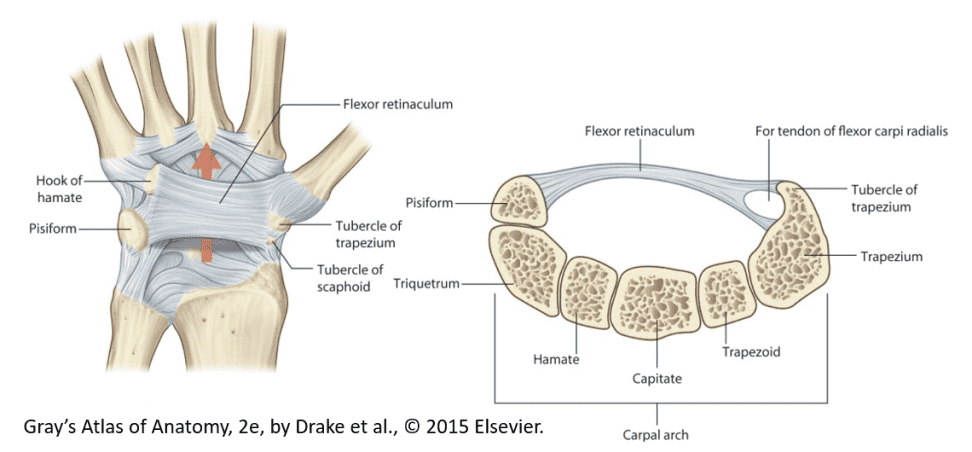 Flexor retinaculum
Hook of
hamate
Pisiform
Tubercle of
trapezium
Tubercle of
scaphoid
Flexor retinaculum
For tendon of flexor carpi radialis
Pisiform
Tubercle of
trapezium
Trapezium
Triquetrum
Hamate
Trapezoid
Capitate
Carpal arch
Gray’s Atlas of Anatomy, 2e, by Drake et al., © 2015 Elsevier.